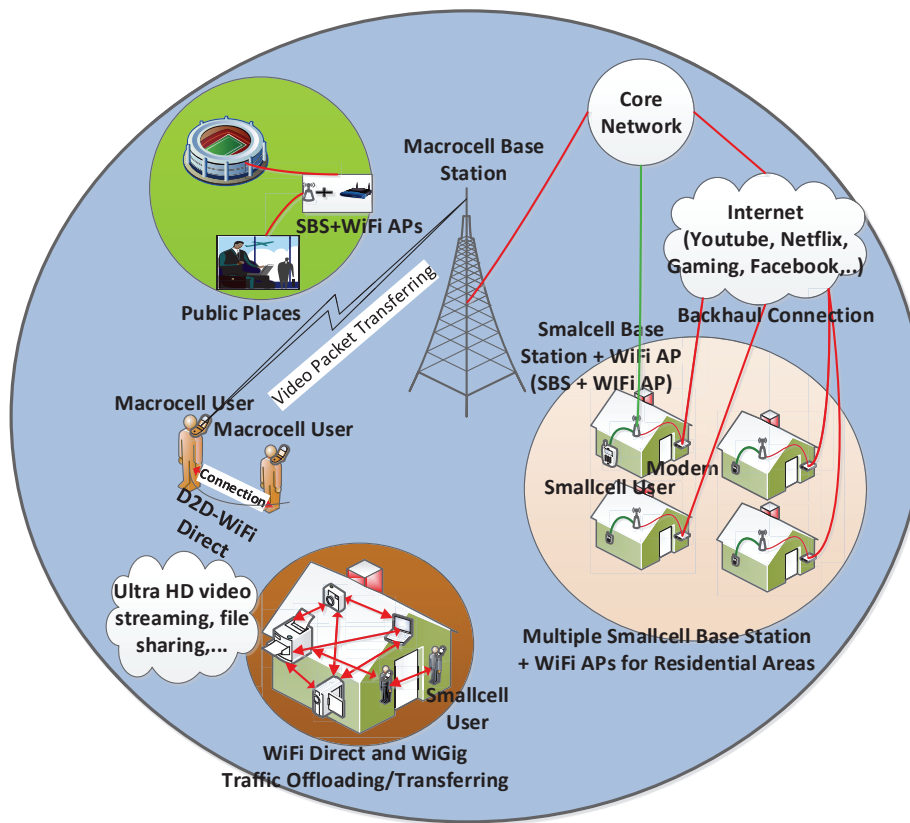 Core
Network
Macrocell Base
Station
SBS+WiFi APs
Internet
(Youtube, Netflix,
Gaming, Facebook,..)
Public Places
Video Packet Transferring
Backhaul Connection
Smalcell Base
Station + WiFi AP
(SBS + WIFi AP)
Macrocell User
Macrocell User
Connection
D2D-WiFi
Direct
Modem
Smallcell User
Ultra HD video
streaming, file
sharing,...
Multiple Smallcell Base Station
+ WiFi APs for Residential Areas
Smallcell
User
WiFi Direct and WiGig
Traffic Offloading/Transferring